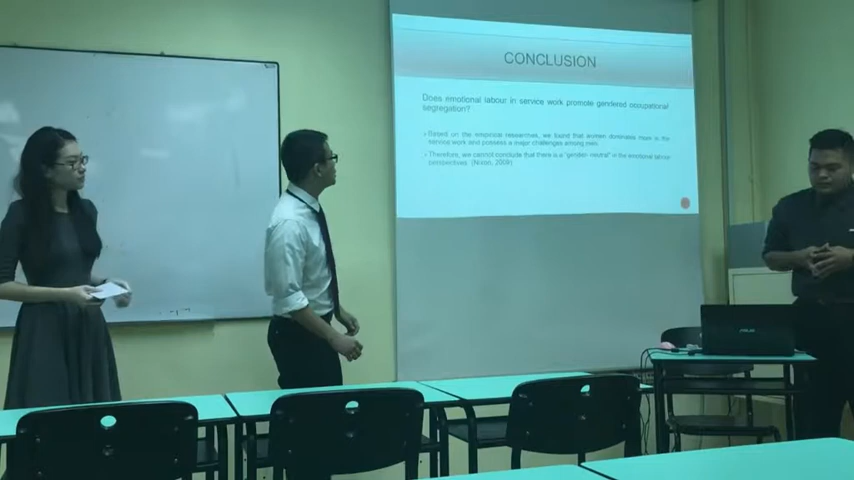 CONCLUSION
Does emotional labour in service work promote gendered occupational
segregation?
Based on the empirical researches, we found that women dominates more in the
service work and possess a major challenges among men.
Therefore, we cannot conclude that there is a "gender- neutral" in the emotional labour
perspectives. (Nixon, 2009)
ASUS